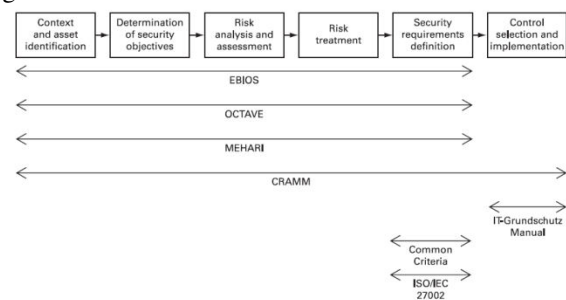 Context
and asset
identification
Determination
of security
objectives
Risk
analysis and
assessment
Risk
treatment
Security
requirements
definition
Control
selection and
implementation
EBIOS
OCTAVE
MEHARI
CRAMM
IT-Grundschutz
Manual
Common
Criteria
ISO/IEC
27002